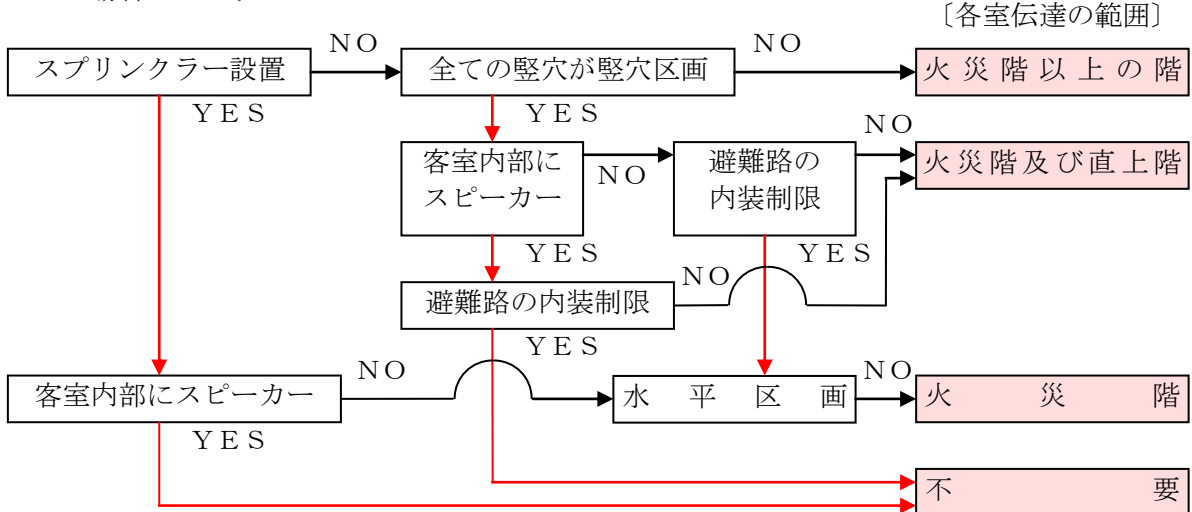 〔各室伝達の範囲〕
スプリンクラー設置
ＮＯ
全ての竪穴が竪穴区画
ＮＯ
火災階以上の階
ＹＥＳ
ＹＥＳ
客室内部に
スピーカー
ＮＯ
避難路の
内装制限
ＮＯ
火災階及び直上階
ＹＥＳ
ＹＥＳ
避難路の内装制限
ＮＯ
ＹＥＳ
客室内部にスピーカー
ＮＯ
水平区画
ＮＯ
火災階
ＹＥＳ
不要